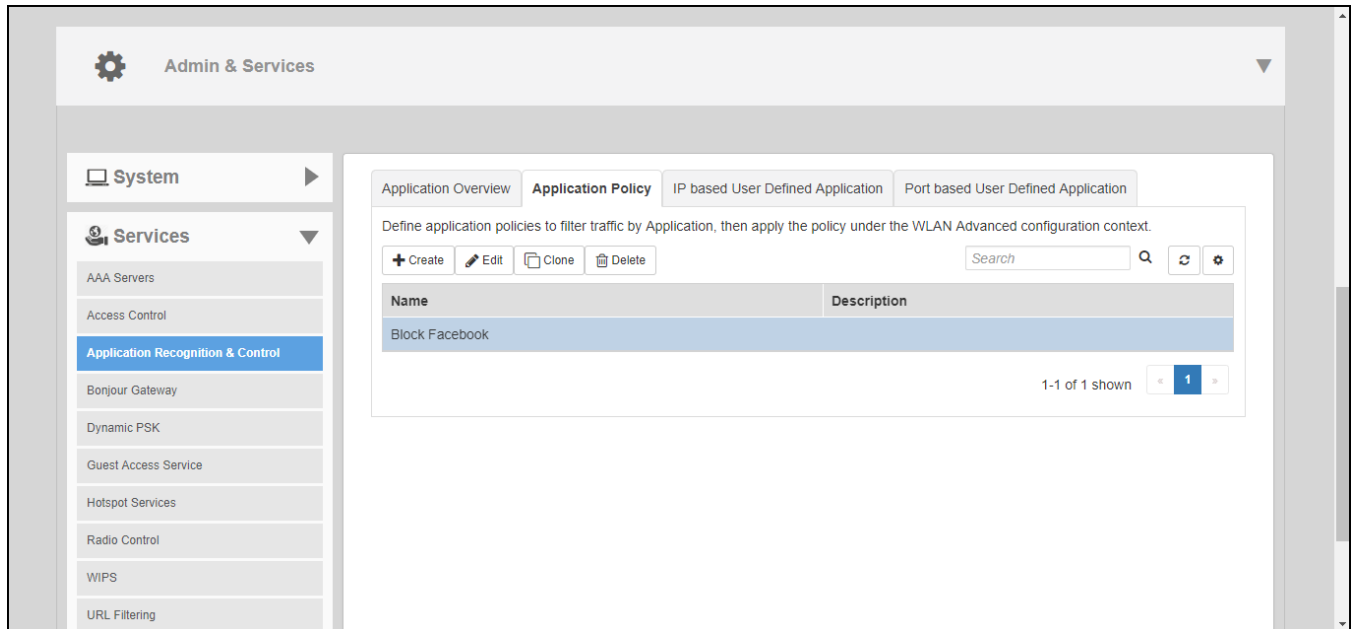 Admin & Services
System
Services
AAA Servers
Access Control
Application Recognition & Control
Bonjour Gateway
Dynamic PSK
Guest Access Service
Hotspot Services
Radio Control
WIPS
URL Filtering
Application Overview Application Policy IP based User Defined Application Port based User Defined Application
Define application policies to filter traffic by Application, then apply the policy under the WLAN Advanced configuration context.
Create Edit Clone Delete Search
Name Description
Block Facebook
1-1 of 1 shown « 1 »